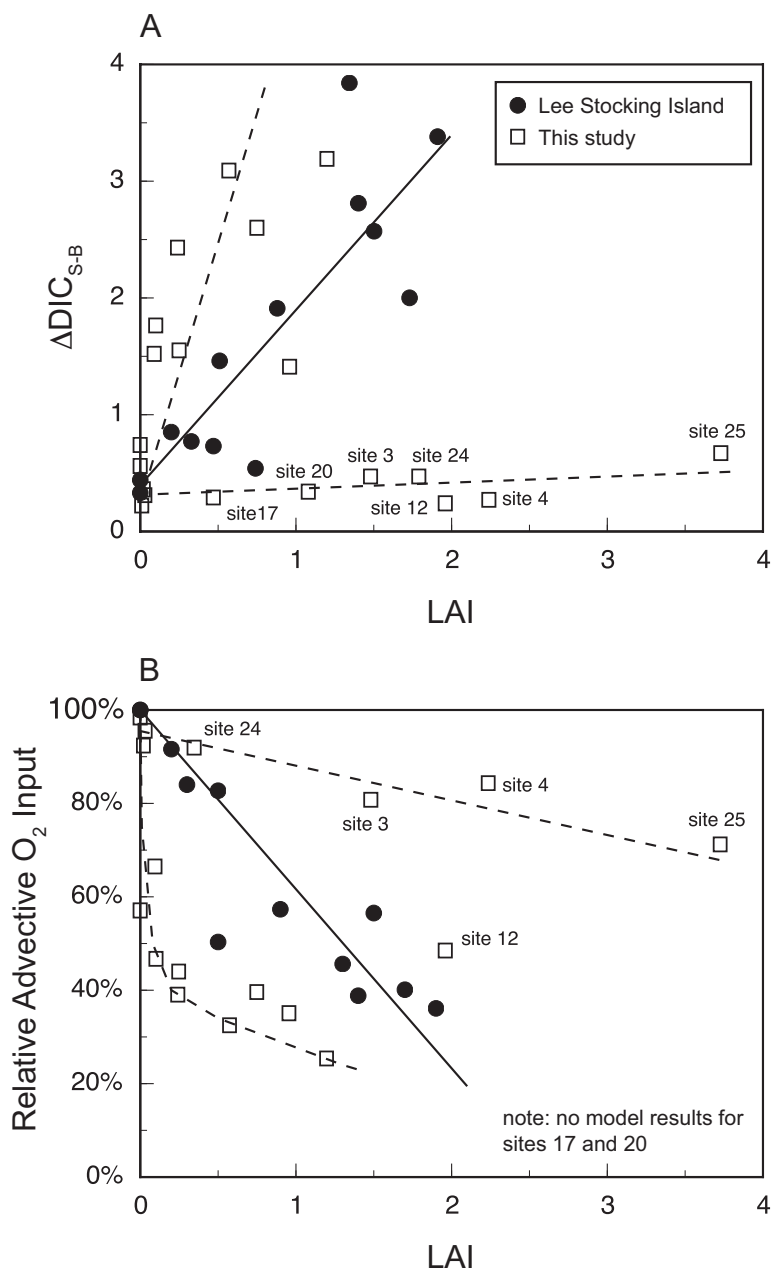 A
4
3
2
1
0
ΔDIC_S-B
Lee Stocking Island
This study
site 25
site 3
site 24
site 20
site17
site 12
site 4
0
1
2
3
4
LAI
B
100%
80%
60%
40%
20%
0%
Relative Advective O₂ Input
site 24
site 4
site 3
site 25
site 12
note: no model results for
sites 17 and 20
0
1
2
3
4
LAI